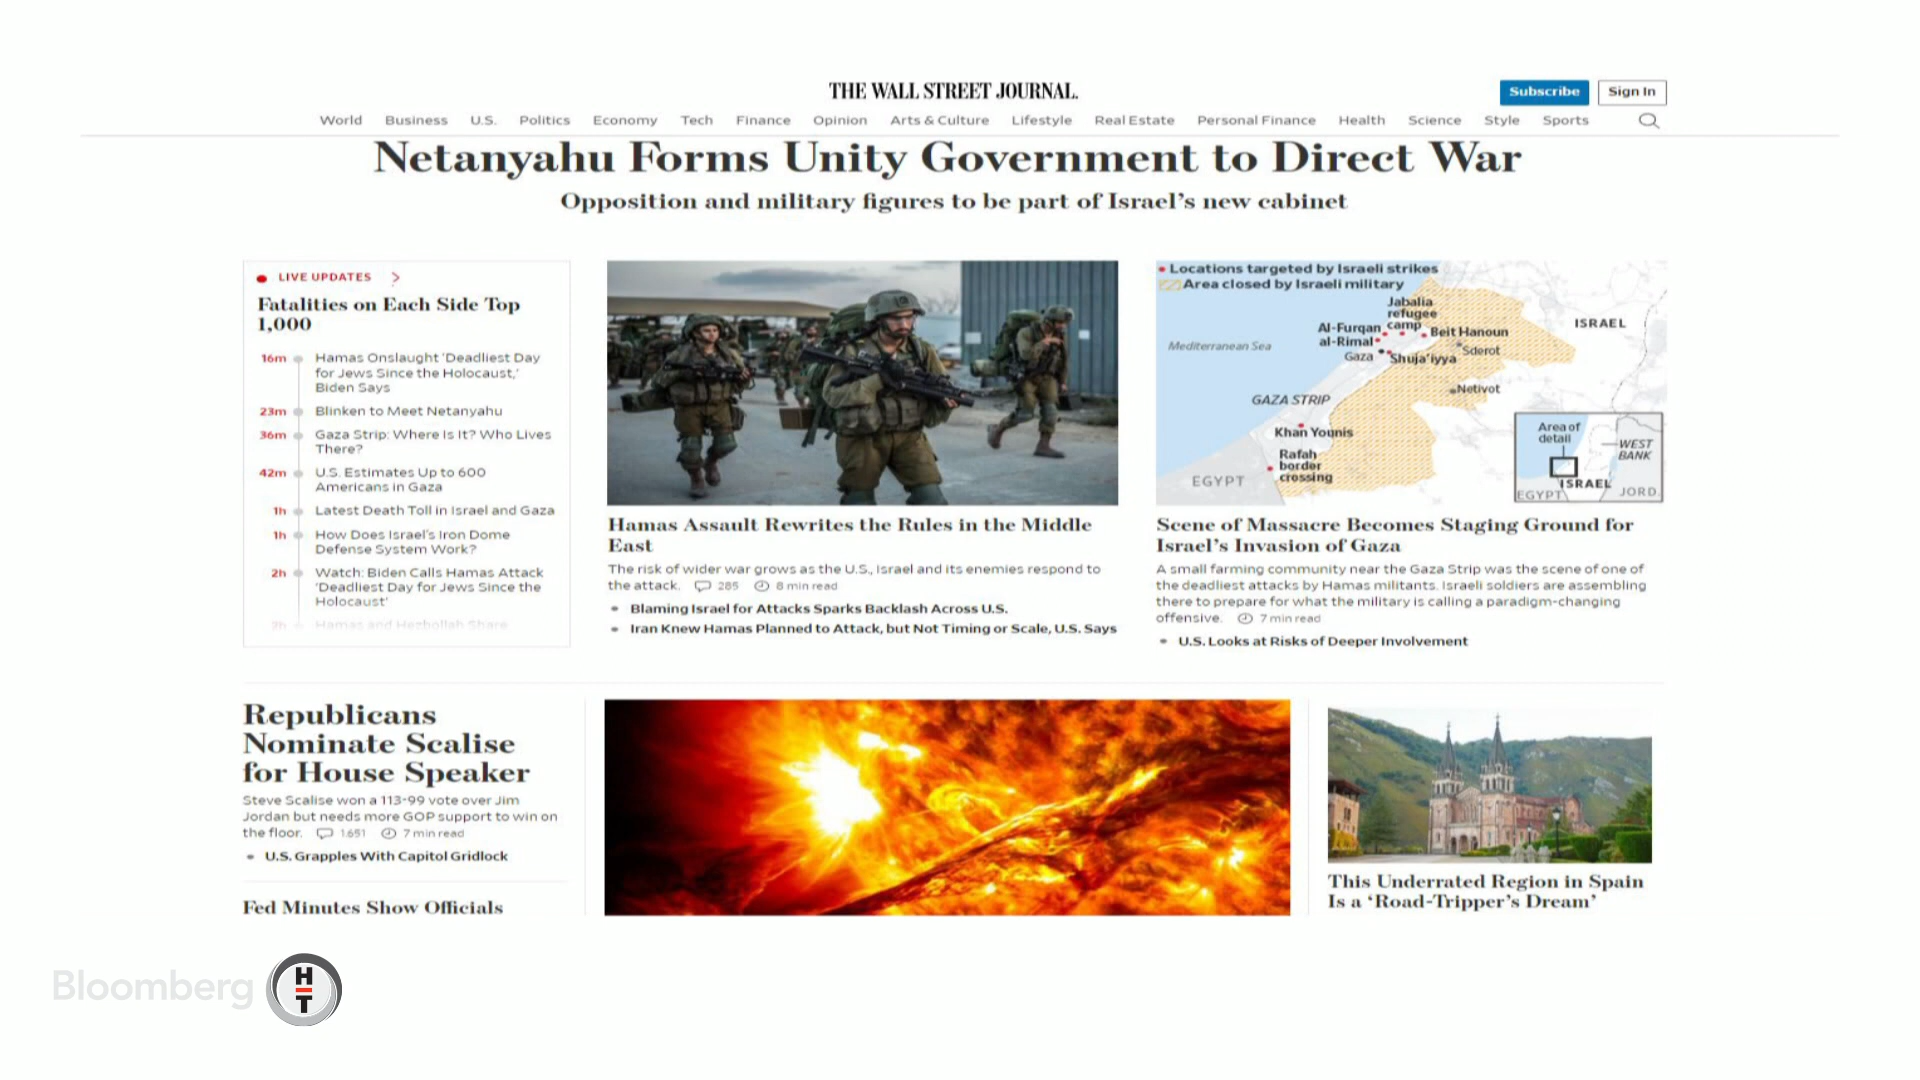 THE WALL STREET JOURNAL.
Subscribe
Sign In
World Business U.S. Politics Economy Tech Finance Opinion Arts & Culture Lifestyle Real Estate Personal Finance Health Science Style Sports
Netanyahu Forms Unity Government to Direct War
Opposition and military figures to be part of Israel's new cabinet
LIVE UPDATES
Fatalities on Each Side Top
1,000
16m Hamas Onslaught 'Deadliest Day
for Jews Since the Holocaust,'
Biden Says
23m Blinken to Meet Netanyahu
36m Gaza Strip: Where Is It? Who Lives
There?
42m U.S. Estimates Up to 600
Americans in Gaza
1h Latest Death Toll in Israel and Gaza
1h How Does Israel's Iron Dome
Defense System Work?
2h Watch: Biden Calls Hamas Attack
'Deadliest Day for Jews Since the
Holocaust'
2h Hamas and Hezbollah Share
Hamas Assault Rewrites the Rules in the Middle
East
The risk of wider war grows as the U.S., Israel and its enemies respond to
the attack. 285 8 min read
Blaming Israel for Attacks Sparks Backlash Across U.S.
Iran Knew Hamas Planned to Attack, but Not Timing or Scale, U.S. Says
Locations targeted by Israeli strikes
Area closed by Israeli military
Jabalia
refugee
camp
Al-Furqan
al-Rimal
Beit Hanoun
ISRAEL
Mediterranean Sea
Gaza
Shuja'iyya
Sderot
Netivot
GAZA STRIP
Khan Younis
Rafah
border
crossing
EGYPT
Area of
detail
WEST
BANK
ISRAEL
EGYPT
JORD.
Scene of Massacre Becomes Staging Ground for
Israel's Invasion of Gaza
A small farming community near the Gaza Strip was the scene of one of
the deadliest attacks by Hamas militants. Israeli soldiers are assembling
there to prepare for what the military is calling a paradigm-changing
offensive. 7 min read
U.S. Looks at Risks of Deeper Involvement
Republicans
Nominate Scalise
for House Speaker
Steve Scalise won a 113-99 vote over Jim
Jordan but needs more GOP support to win on
the floor. 1,651 7 min read
U.S. Grapples With Capitol Gridlock
Fed Minutes Show Officials
This Underrated Region in Spain
Is a 'Road-Tripper's Dream'
Bloomberg HT